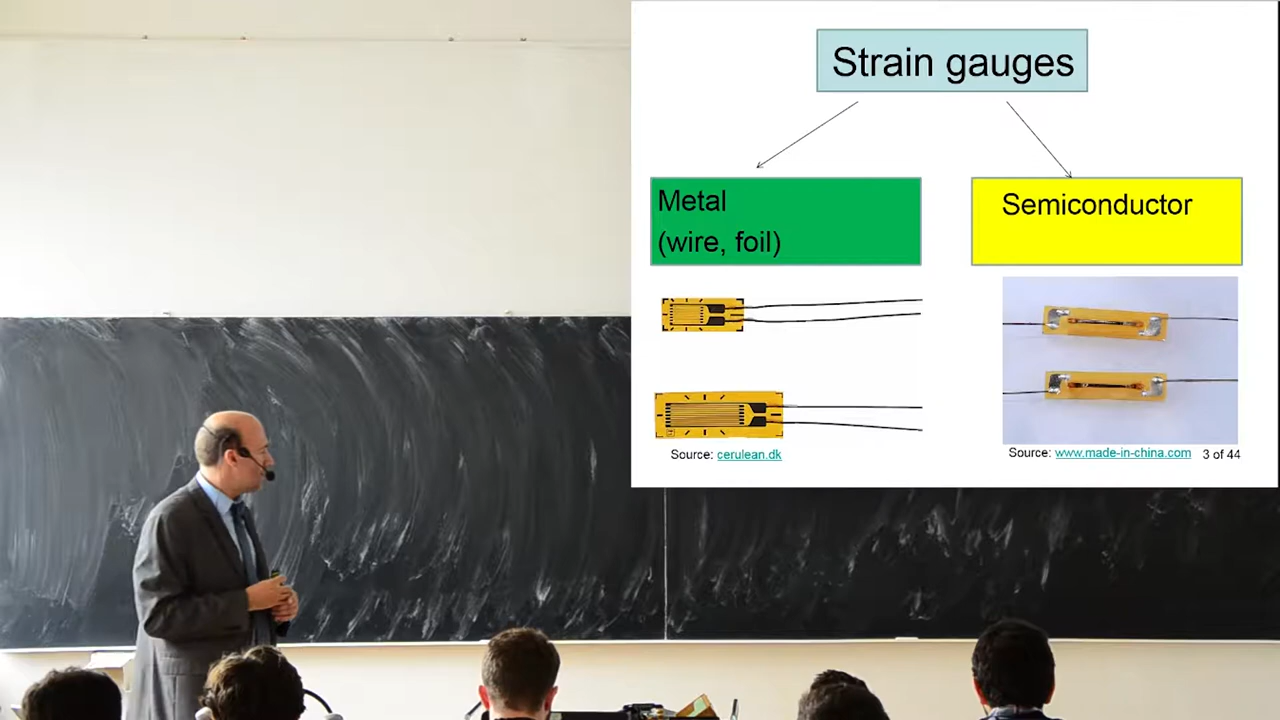 Strain gauges
Metal
(wire, foil)
Semiconductor
Source: cerulean.dk
Source: www.made-in-china.com
3 of 44